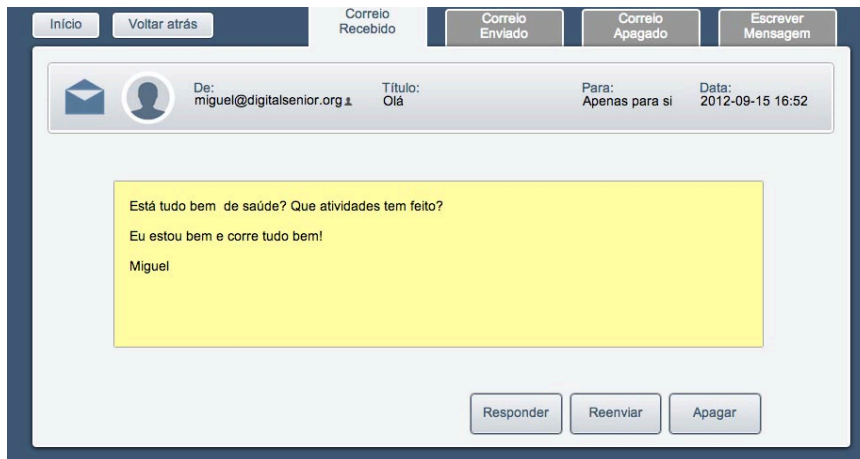 Início
Voltar atrás
Correio
Recebido
Correio
Enviado
Correio
Apagado
Escrever
Mensagem
De:
miguel@digitalsenior.org
Título:
Olá
Para:
Apenas para si
Data:
2012-09-15 16:52
Está tudo bem  de saúde? Que atividades tem feito?
Eu estou bem e corre tudo bem!
Miguel
Responder
Reenviar
Apagar